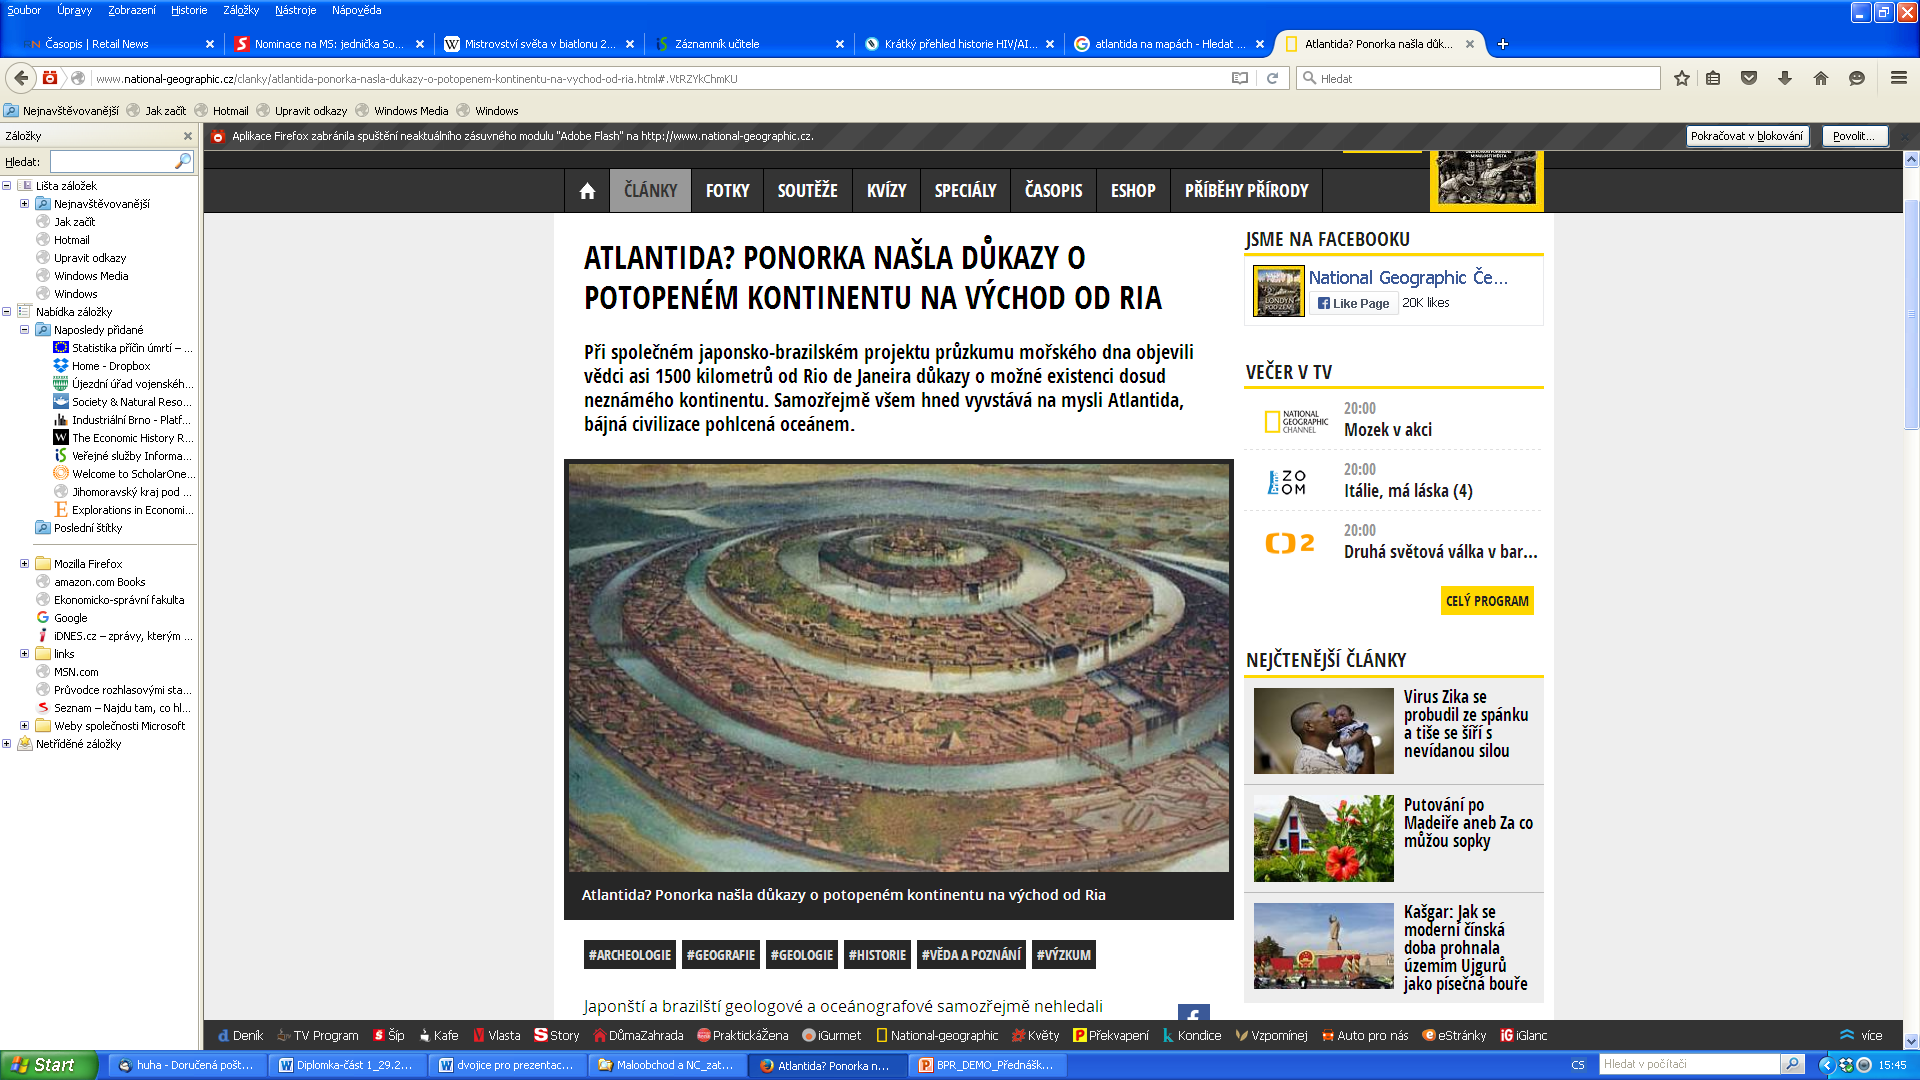 Soubor Úpravy Zobrazení Historie Záložky Nástroje Nápověda
Časopis | Retail News
Nominace na MS: jednička So...
Mistrovství světa v biatlonu 2...
Záznamník učitele
Krátký přehled historie HIV/AI...
atlantida na mapách - Hledat ...
Atlantida? Ponorka našla důk...
www.national-geographic.cz/clanky/atlantida-ponorka-nasla-dukazy-o-potopenem-kontinentu-na-vychod-od-ria.html#.VtRZYkChmKU
Hledat
Nejnavštěvovanější Jak začít Hotmail Upravit odkazy Windows Media Windows
Záložky
Aplikace Firefox zabránila spuštění neaktuálního zásuvného modulu "Adobe Flash" na http://www.national-geographic.cz.
Pokračovat v blokování Povolit...
Hledat:
Lišta záložek
Nejnavštěvovanější
Jak začít
Hotmail
Upravit odkazy
Windows Media
Windows
Nabídka záložky
Naposledy přidané
Statistika příčin úmrtí – ...
Home - Dropbox
Újezdní úřad vojenskéh...
Society & Natural Reso...
Industriální Brno - Platf...
The Economic History R...
Veřejné služby Informa...
Welcome to ScholarOne...
Jihomoravský kraj pod ...
Explorations in Economi...
Poslední štítky
Mozilla Firefox
amazon.com Books
Ekonomicko-správní fakulta
Google
iDNES.cz – zprávy, kterým ...
links
MSN.com
Průvodce rozhlasovými sta...
Seznam – Najdu tam, co hl...
Weby společnosti Microsoft
Netříděné záložky
ČLÁNKY FOTKY SOUTĚŽE KVÍZY SPECIÁLY ČASOPIS ESHOP PŘÍBĚHY PŘÍRODY
ATLANTIDA? PONORKA NAŠLA DŮKAZY O
POTOPENÉM KONTINENTU NA VÝCHOD OD RIA
Při společném japonsko-brazilském projektu průzkumu mořského dna objevili
vědci asi 1500 kilometrů od Rio de Janeira důkazy o možné existenci dosud
neznámého kontinentu. Samozřejmě všem hned vyvstává na mysli Atlantida,
bájná civilizace pohlcená oceánem.
Atlantida? Ponorka našla důkazy o potopeném kontinentu na východ od Ria
#ARCHEOLOGIE #GEOGRAFIE #GEOLOGIE #HISTORIE #VĚDA A POZNÁNÍ #VÝZKUM
Japonští a brazilští geologové a oceánografové samozřejmě nehledali
JSME NA FACEBOOKU
LONDÝN
National Geographic Če...
Like Page 20K likes
VEČER V TV
NATIONAL
GEOGRAPHIC
CHANNEL
20:00
Mozek v akci
ZOOM
20:00
Itálie, má láska (4)
2
20:00
Druhá světová válka v bar...
CELÝ PROGRAM
NEJČTENĚJŠÍ ČLÁNKY
Virus Zika se
probudil ze spánku
a tiše se šíří s
nevídanou silou
Putování po
Madeiře aneb Za co
můžou sopky
Kašgar: Jak se
moderní čínská
doba prohnala
územím Ujgurů
jako písečná bouře
Deník TV Program Šíp Kafe Vlasta Story DůmaZahrada PraktickáŽena iGurmet National-geographic Květy Překvapení Kondice Vzpomínej Auto pro nás eStránky iGlanc více
Start
huha - Doručená pošt...
Diplomka-část 1_29.2...
dvojice pro prezentac...
Maloobchod a NC_zat...
Atlantida? Ponorka n...
BPR_DEMO_Přednášk...
CS
Hledat v počítači
15:45